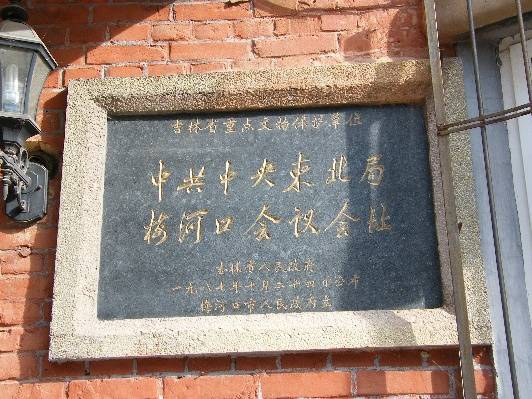 吉林省重点文物保护单位
中共中央东北局
梅河口会议会址
吉林省人民政府
一九八七年十月二十四日公布
梅河口市人民政府立